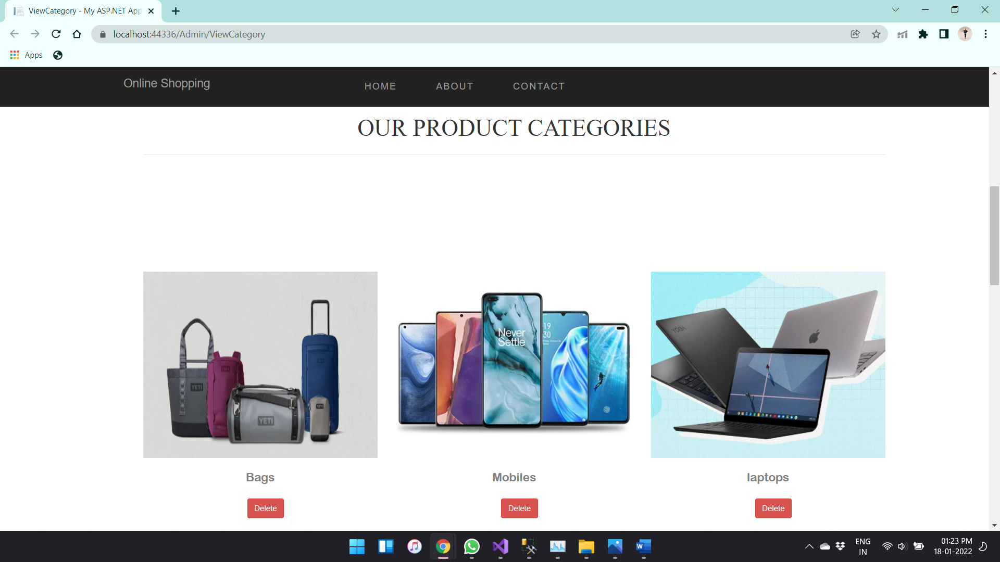 ViewCategory - My ASP.NET App
localhost:44336/Admin/ViewCategory
Apps
Online Shopping
HOME ABOUT CONTACT
OUR PRODUCT CATEGORIES
YETI
YETI
YETI
YETI
Never
Settle
19
30
YOGA
Bags Mobiles laptops
Delete Delete Delete
W
ENG
IN
01:23 PM
18-01-2022